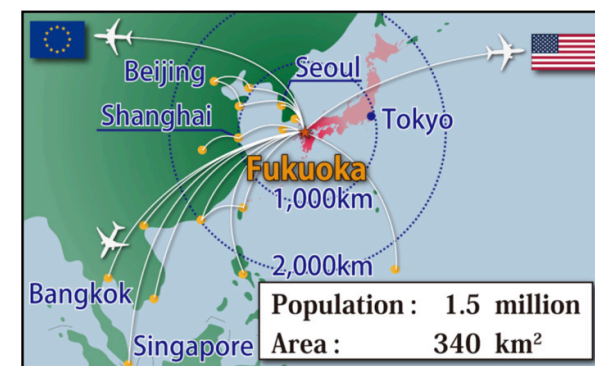 Beijing
Seoul
Shanghai
Tokyo
Fukuoka
1,000km
2,000km
Bangkok
Singapore
Population : 1.5 million
Area : 340 km²